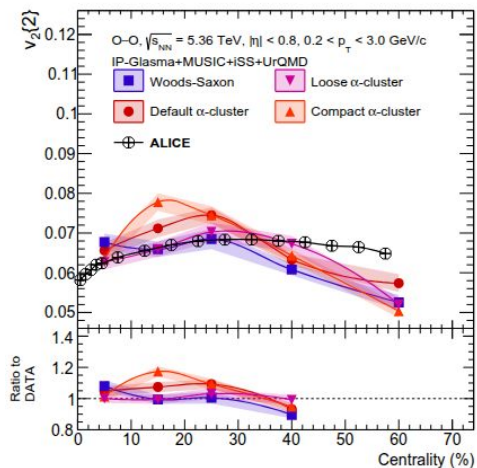 v₂{2}
0.12
0.11
0.1
0.09
0.08
0.07
0.06
0.05
O–O, √s_NN = 5.36 TeV, |η| < 0.8, 0.2 < p_T < 3.0 GeV/c
IP-Glasma+MUSIC+iSS+UrQMD
Woods-Saxon Loose α-cluster
Default α-cluster Compact α-cluster
ALICE
Ratio to
DATA
1.4
1.2
1
0.8
0 10 20 30 40 50 60 70
Centrality (%)